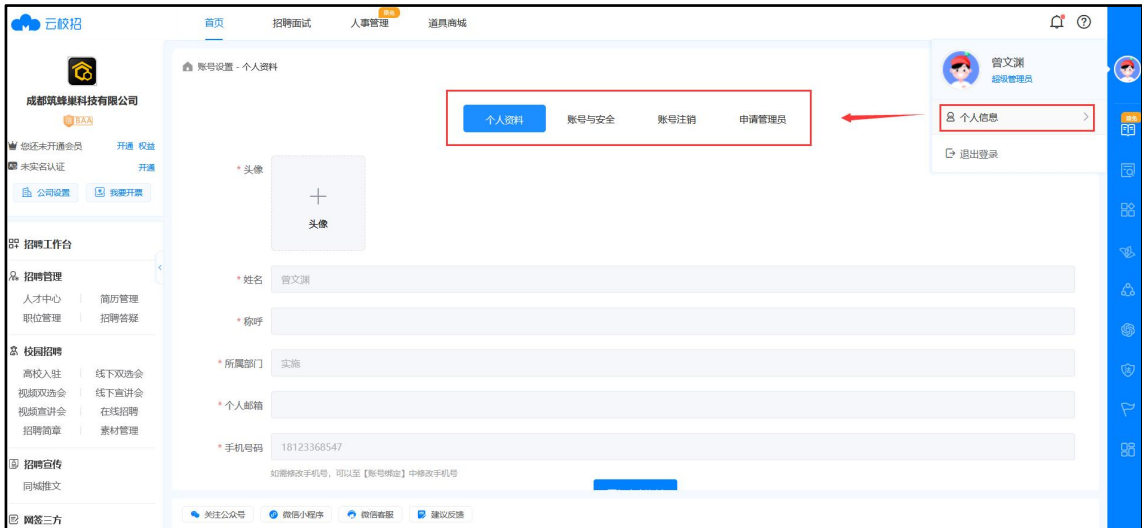 云校招
首页 招聘面试 人事管理 道具商城
成都筑蜂巢科技有限公司
BAA
您还未开通会员 开通 权益
未实名认证 开通
公司设置 我要开票
招聘工作台
招聘管理
人才中心 简历管理
职位管理 招聘答疑
校园招聘
高校入驻 线下双选会
视频双选会 线下宣讲会
视频宣讲会 在线招聘
招聘简章 素材管理
招聘宣传
同城推文
网签三方
账号设置 - 个人资料
个人资料 账号与安全 账号注销 申请管理员
* 头像
头像
* 姓名 曾文渊
* 称呼
* 所属部门 实施
* 个人邮箱
* 手机号码 18123368547
如需修改手机号，可以至【账号绑定】中修改手机号
关注公众号 微信小程序 微信客服 建议反馈
曾文渊
超级管理员
个人信息
退出登录